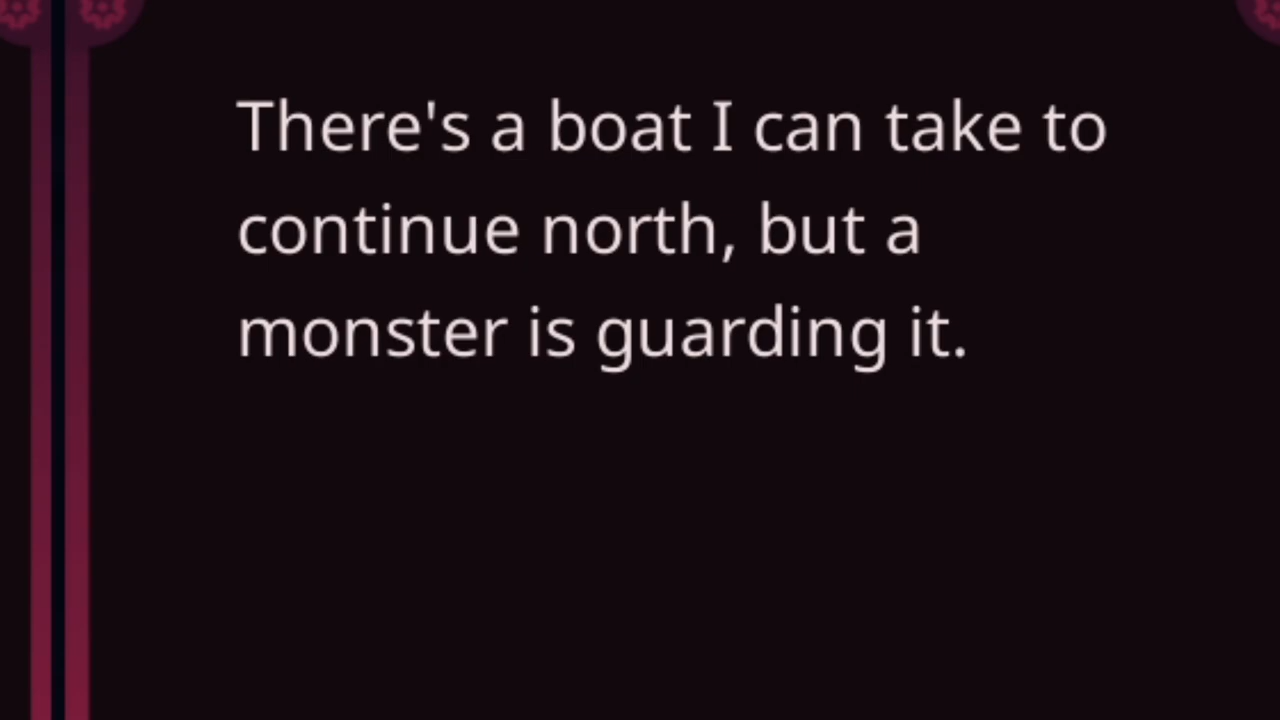 There's a boat I can take to
continue north, but a
monster is guarding it.